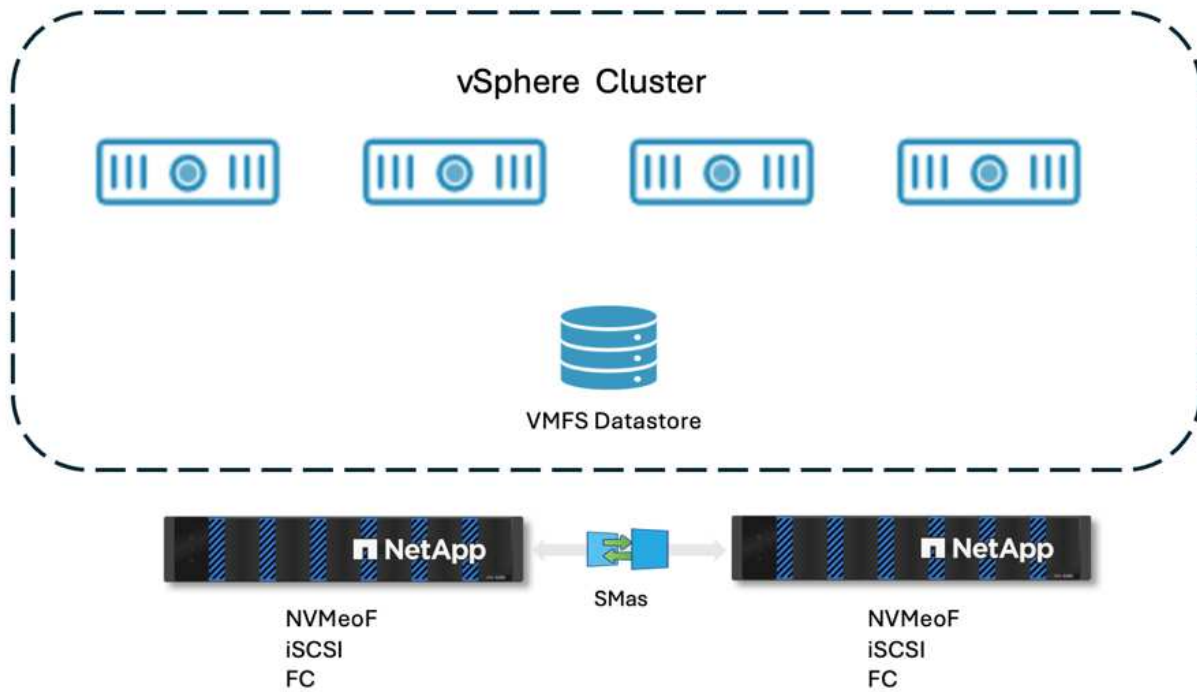 vSphere Cluster
VMFS Datastore
NetApp
NetApp
SMas
NVMeoF
iSCSI
FC
NVMeoF
iSCSI
FC